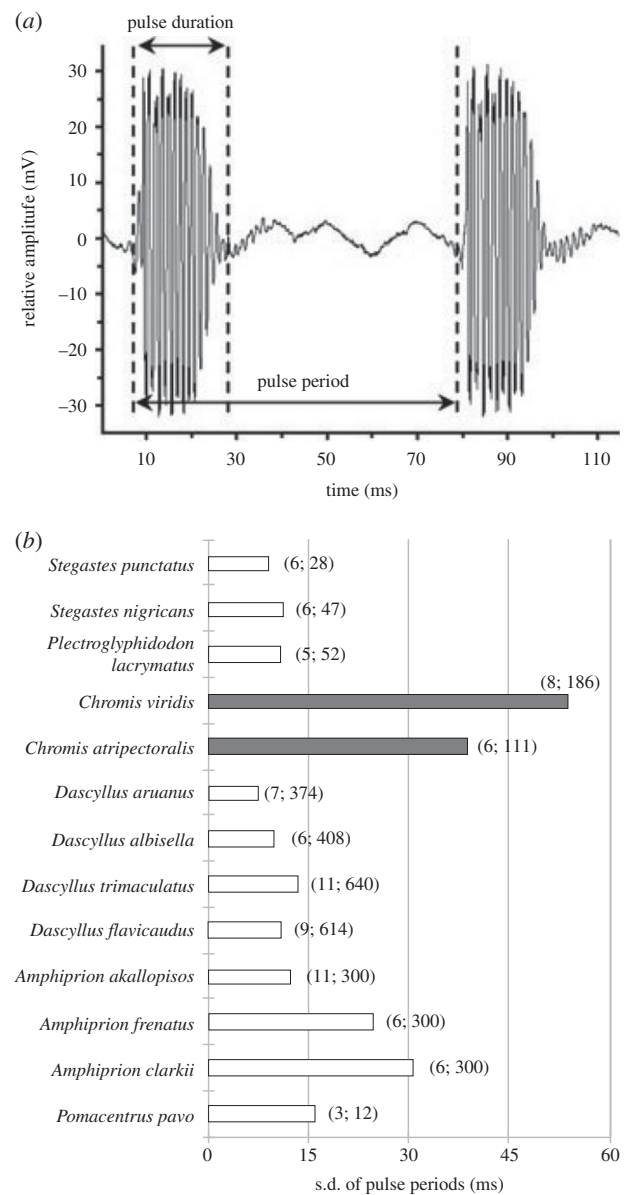 (a)
pulse duration
30
20
10
0
–10
–20
–30
relative amplitufe (mV)
pulse period
10 30 50 70 90 110
time (ms)
(b)
Stegastes punctatus (6; 28)
Stegastes nigricans (6; 47)
Plectroglyphidodon
lacrymatus (5; 52)
Chromis viridis (8; 186)
Chromis atripectoralis (6; 111)
Dascyllus aruanus (7; 374)
Dascyllus albisella (6; 408)
Dascyllus trimaculatus (11; 640)
Dascyllus flavicaudus (9; 614)
Amphiprion akallopisos (11; 300)
Amphiprion frenatus (6; 300)
Amphiprion clarkii (6; 300)
Pomacentrus pavo (3; 12)
0 15 30 45 60
s.d. of pulse periods (ms)